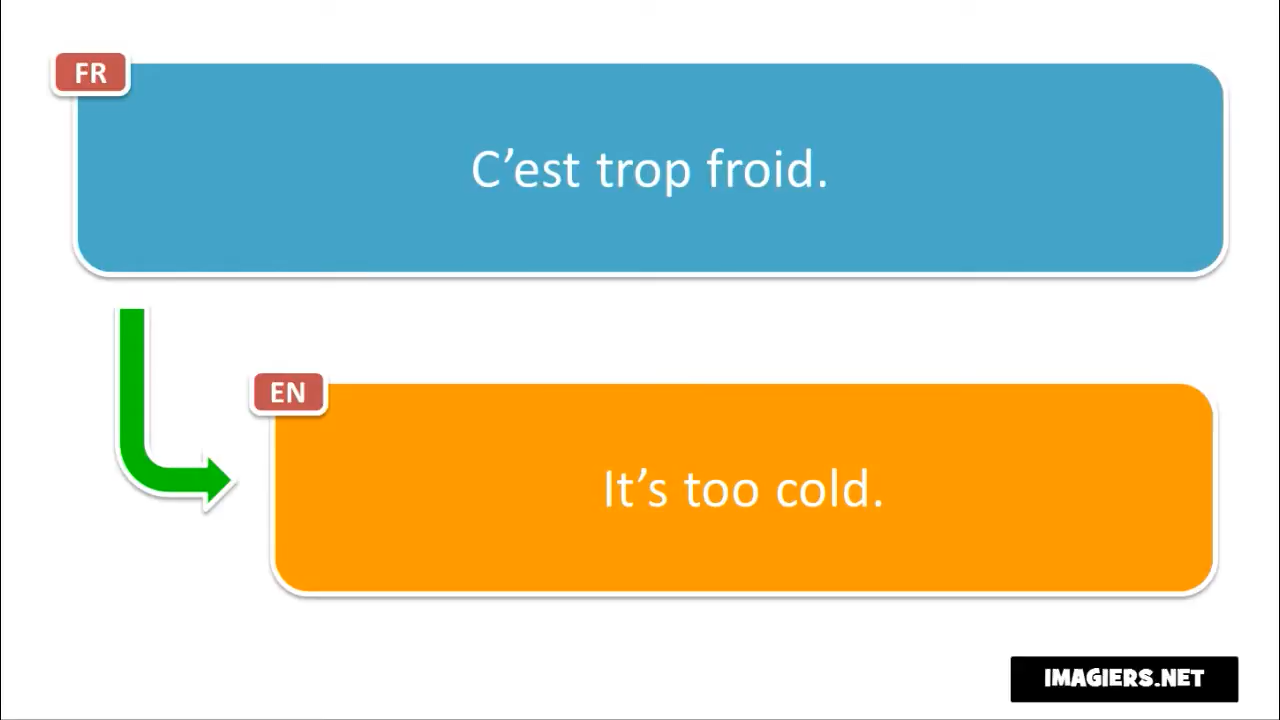 FR
C’est trop froid.
EN
It’s too cold.
IMAGIERS.NET